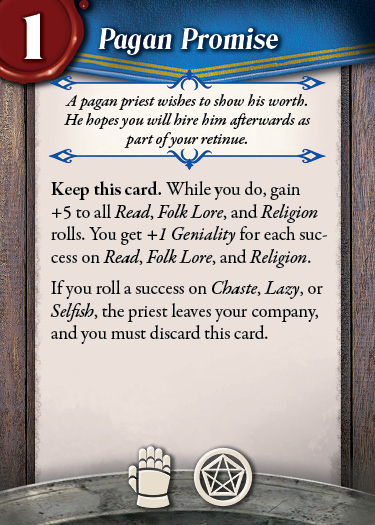 1
Pagan Promise
A pagan priest wishes to show his worth.
He hopes you will hire him afterwards as
part of your retinue.
Keep this card. While you do, gain
+5 to all Read, Folk Lore, and Religion
rolls. You get +1 Geniality for each suc-
cess on Read, Folk Lore, and Religion.
If you roll a success on Chaste, Lazy, or
Selfish, the priest leaves your company,
and you must discard this card.